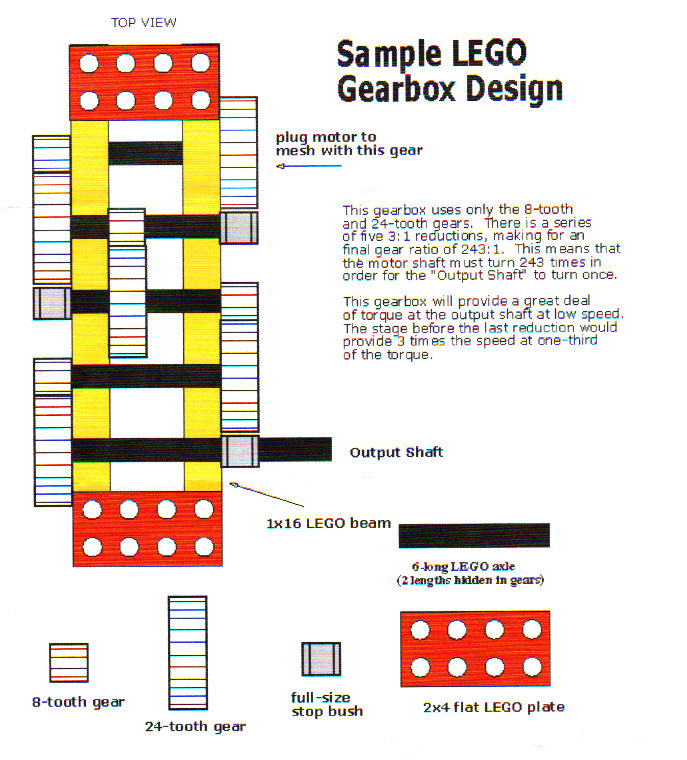 TOP VIEW
Sample LEGO
Gearbox Design
plug motor to
mesh with this gear
This gearbox uses only the 8-tooth
and 24-tooth gears. There is a series
of five 3:1 reductions, making for an
final gear ratio of 243:1. This means that
the motor shaft must turn 243 times in
order for the "Output Shaft" to turn once.
This gearbox will provide a great deal
of torque at the output shaft at low speed.
The stage before the last reduction would
provide 3 times the speed at one-third
of the torque.
Output Shaft
1x16 LEGO beam
6-long LEGO axle
(2 lengths hidden in gears)
8-tooth gear
24-tooth gear
full-size
stop bush
2x4 flat LEGO plate